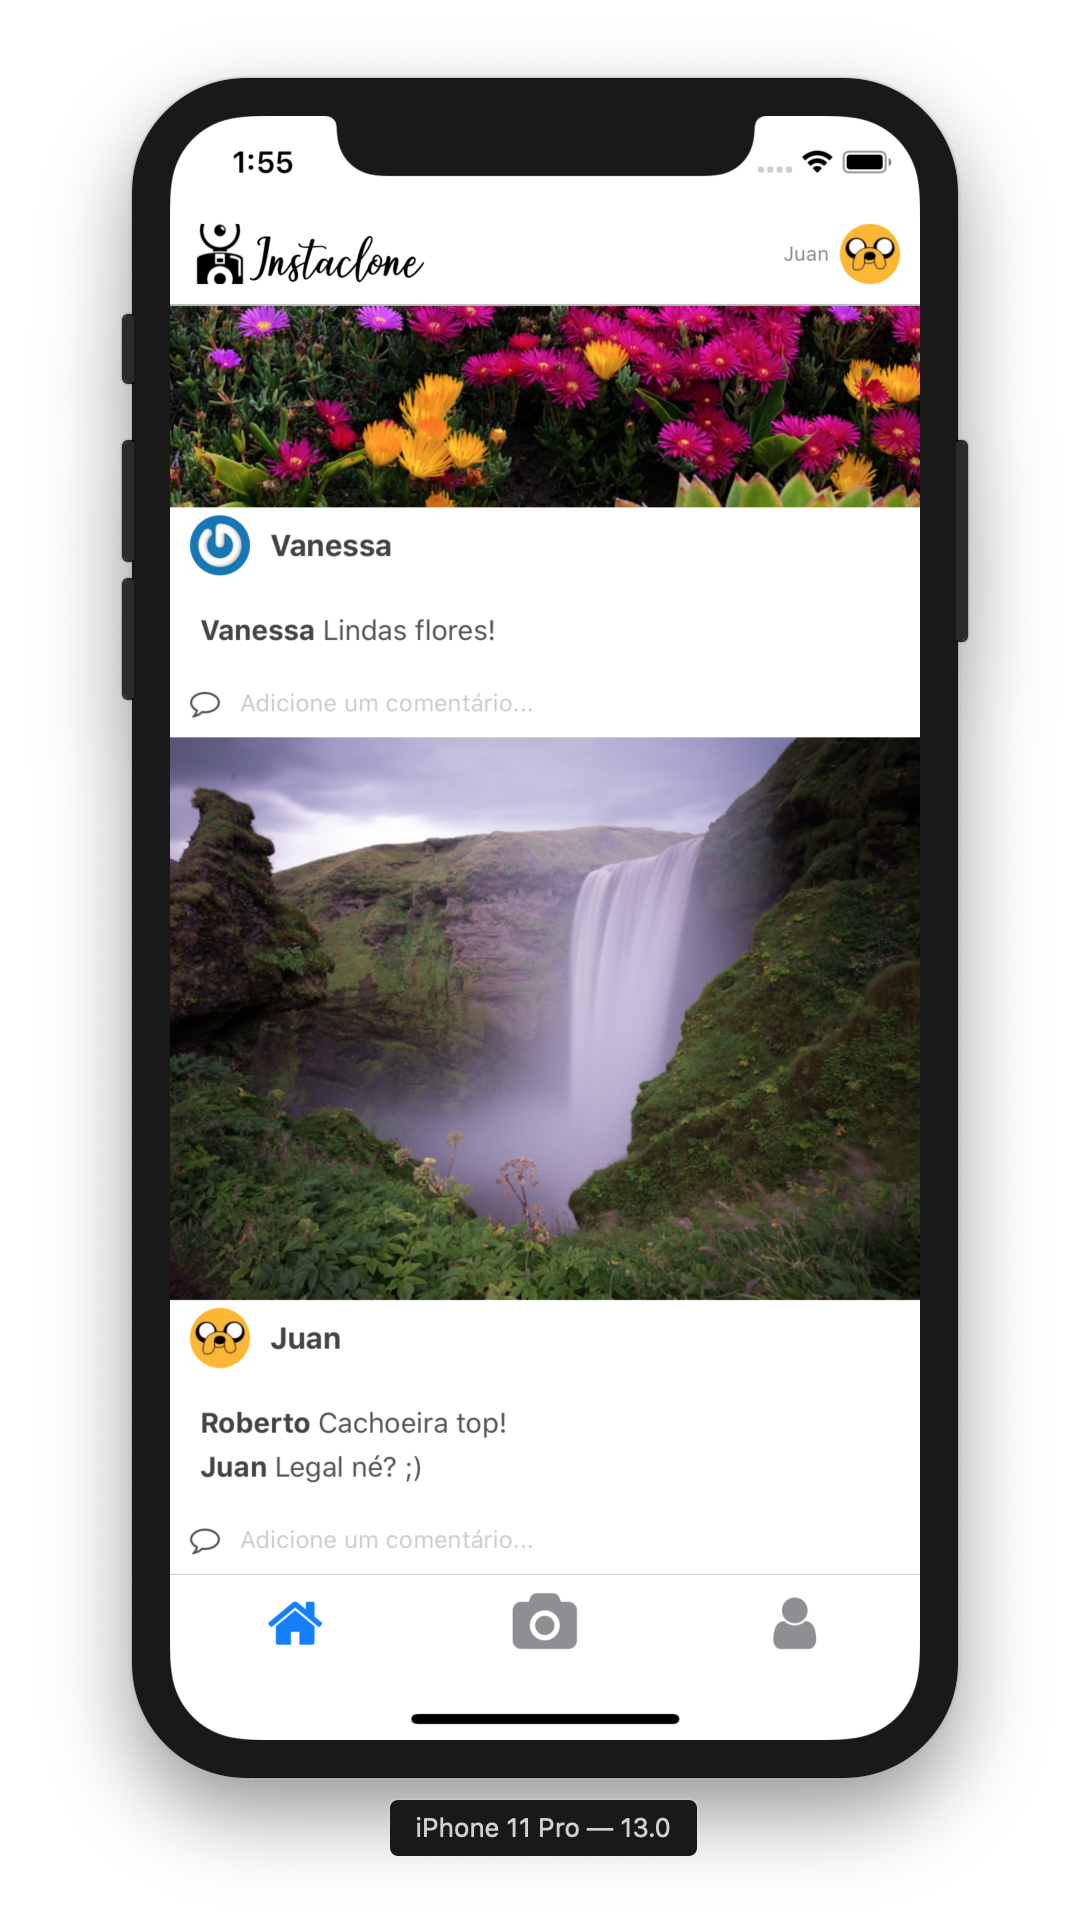 1:55
Instaclone
Juan
Vanessa
Vanessa Lindas flores!
Adicione um comentário...
Juan
Roberto Cachoeira top!
Juan Legal né? ;)
Adicione um comentário...
iPhone 11 Pro — 13.0